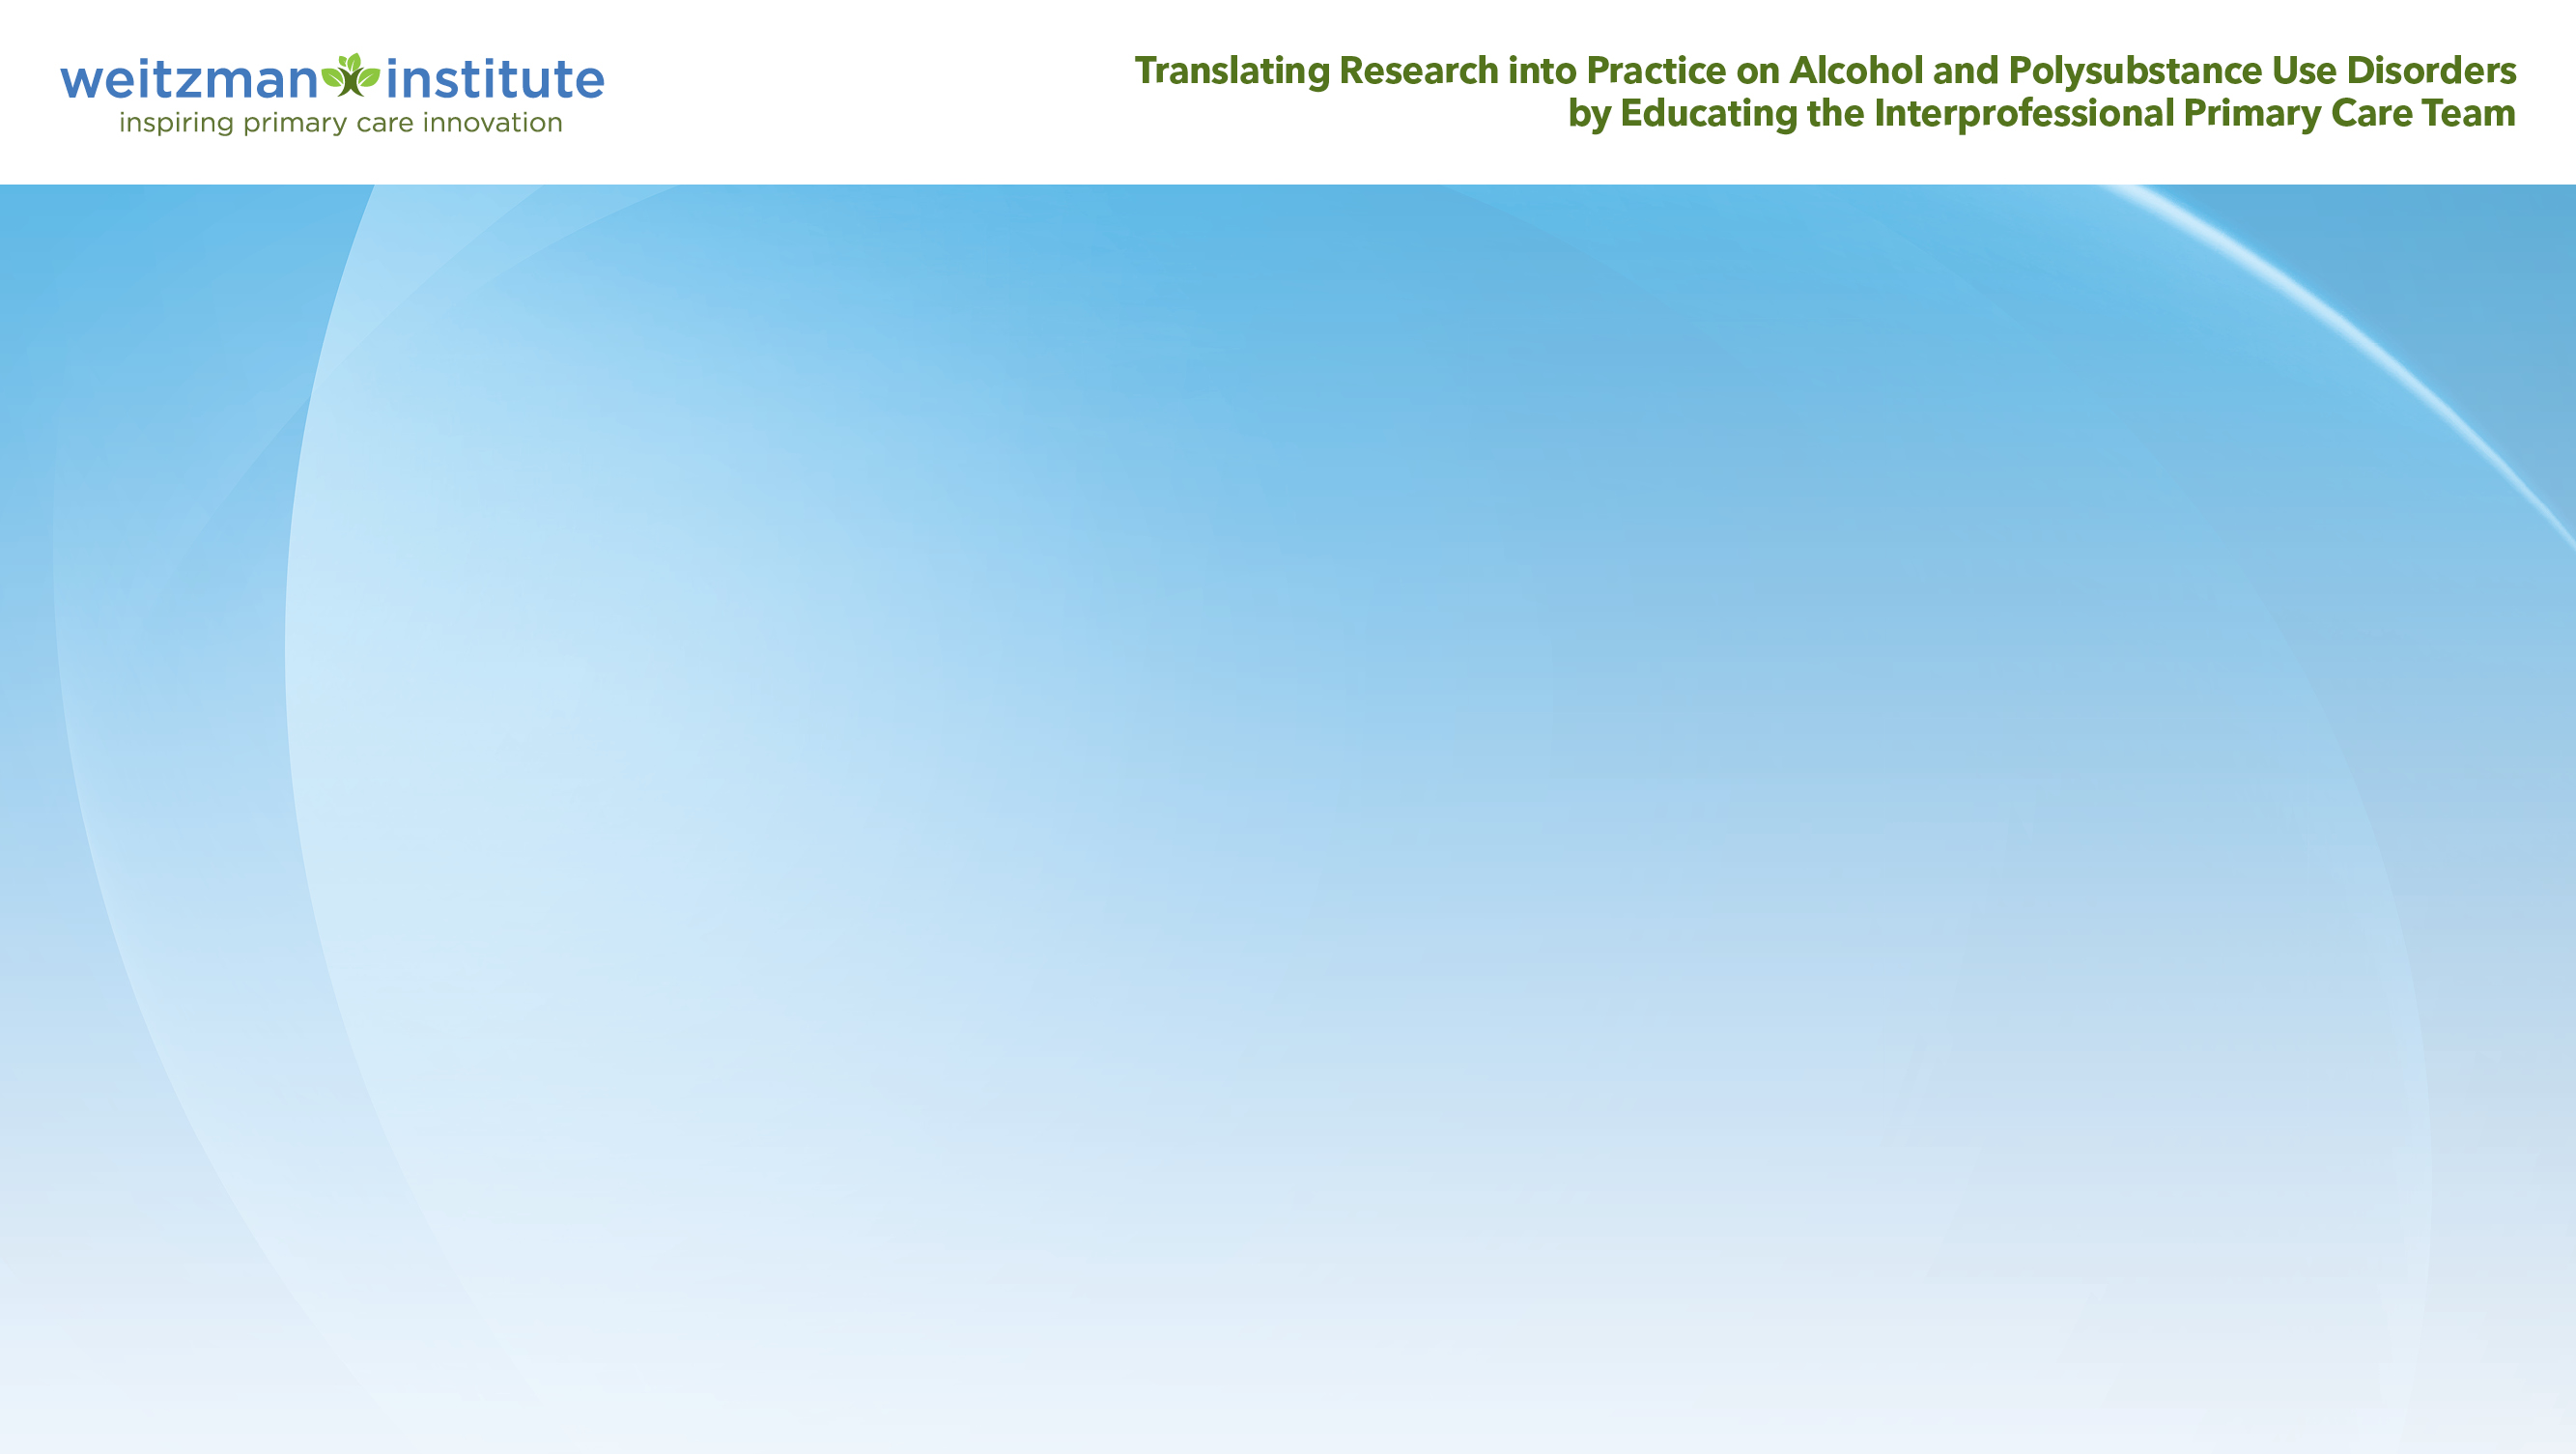 weitzman institute
inspiring primary care innovation
Translating Research into Practice on Alcohol and Polysubstance Use Disorders
by Educating the Interprofessional Primary Care Team